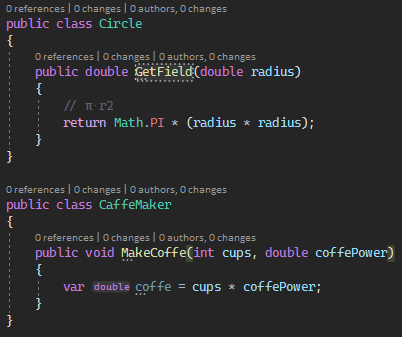 0 references | 0 changes | 0 authors, 0 changes
public class Circle
{
0 references | 0 changes | 0 authors, 0 changes
public double GetField(double radius)
{
// π r2
return Math.PI * (radius * radius);
}
}
0 references | 0 changes | 0 authors, 0 changes
public class CaffeMaker
{
0 references | 0 changes | 0 authors, 0 changes
public void MakeCoffe(int cups, double coffePower)
{
var double coffe = cups * coffePower;
}
}